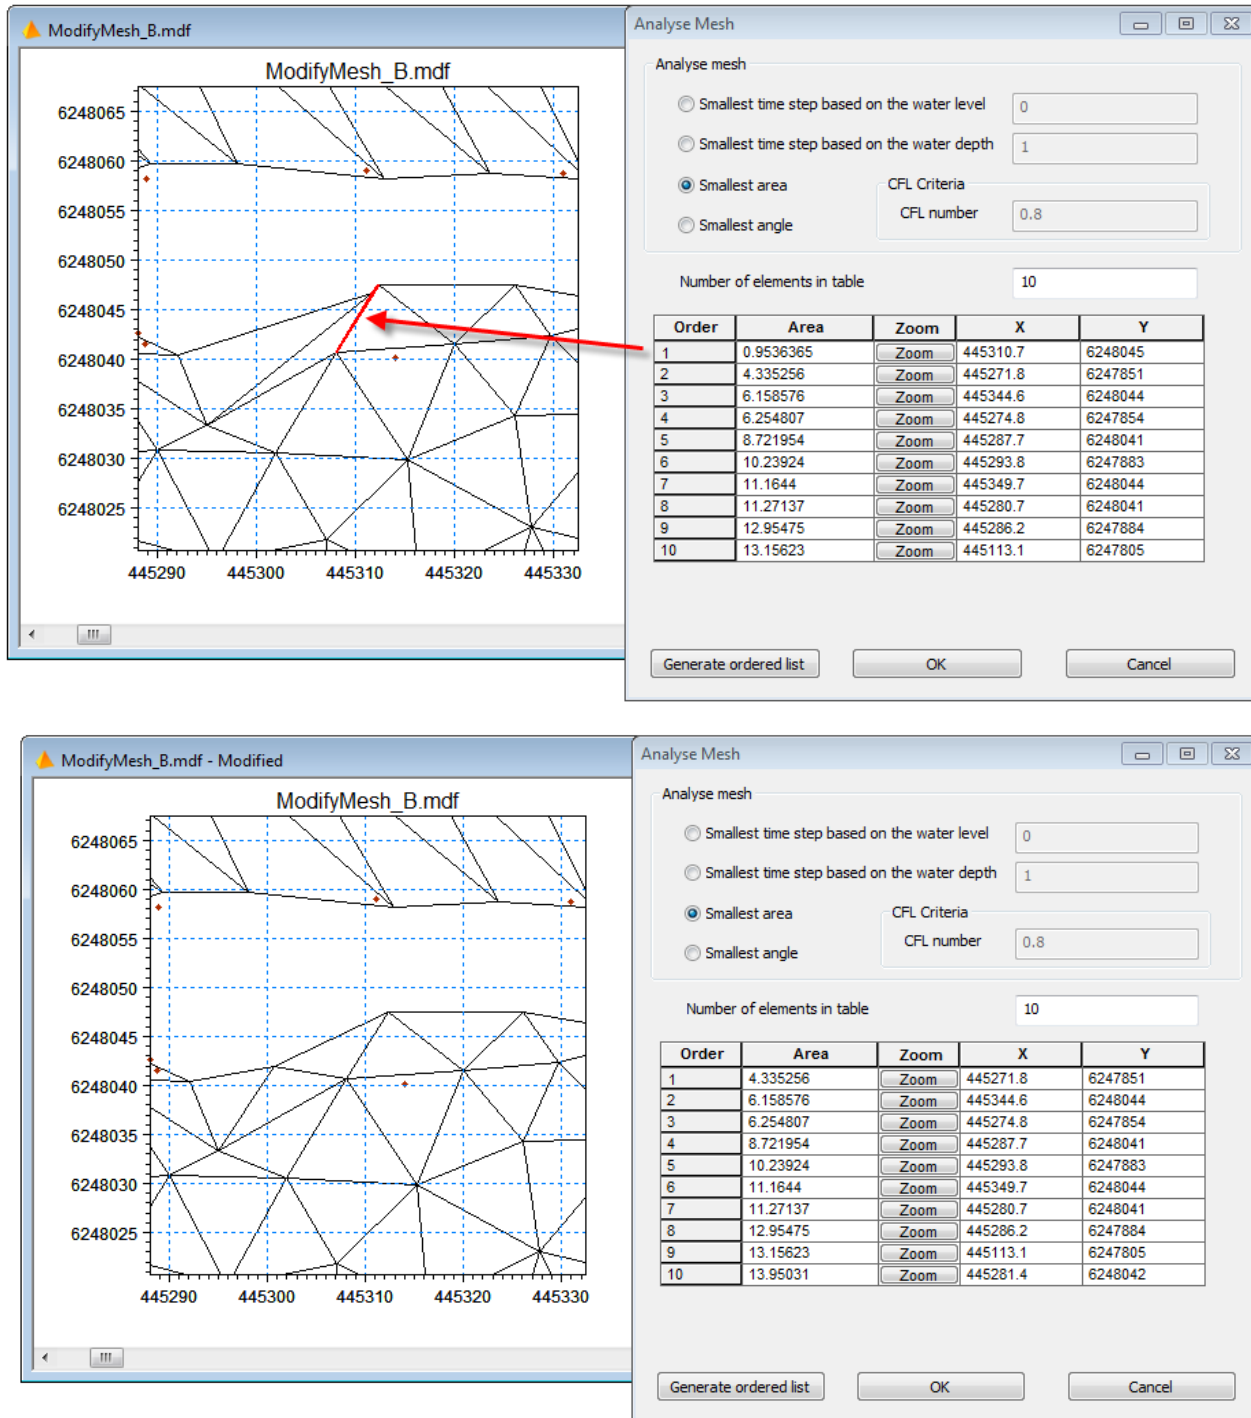 ModifyMesh_B.mdf
ModifyMesh_B.mdf
6248065
6248060
6248055
6248050
6248045
6248040
6248035
6248030
6248025
445290 445300 445310 445320 445330
Analyse Mesh
Analyse mesh
Smallest time step based on the water level 0
Smallest time step based on the water depth 1
Smallest area
CFL Criteria
CFL number 0.8
Smallest angle
Number of elements in table 10
Order Area Zoom X Y
1 0.9536365 Zoom 445310.7 6248045
2 4.335256 Zoom 445271.8 6247851
3 6.158576 Zoom 445344.6 6248044
4 6.254807 Zoom 445274.8 6247854
5 8.721954 Zoom 445287.7 6248041
6 10.23924 Zoom 445293.8 6247883
7 11.1644 Zoom 445349.7 6248044
8 11.27137 Zoom 445280.7 6248041
9 12.95475 Zoom 445286.2 6247884
10 13.15623 Zoom 445113.1 6247805
Generate ordered list OK Cancel
ModifyMesh_B.mdf - Modified
ModifyMesh_B.mdf
6248065
6248060
6248055
6248050
6248045
6248040
6248035
6248030
6248025
445290 445300 445310 445320 445330
Analyse Mesh
Analyse mesh
Smallest time step based on the water level 0
Smallest time step based on the water depth 1
Smallest area
CFL Criteria
CFL number 0.8
Smallest angle
Number of elements in table 10
Order Area Zoom X Y
1 4.335256 Zoom 445271.8 6247851
2 6.158576 Zoom 445344.6 6248044
3 6.254807 Zoom 445274.8 6247854
4 8.721954 Zoom 445287.7 6248041
5 10.23924 Zoom 445293.8 6247883
6 11.1644 Zoom 445349.7 6248044
7 11.27137 Zoom 445280.7 6248041
8 12.95475 Zoom 445286.2 6247884
9 13.15623 Zoom 445113.1 6247805
10 13.95031 Zoom 445281.4 6248042
Generate ordered list OK Cancel